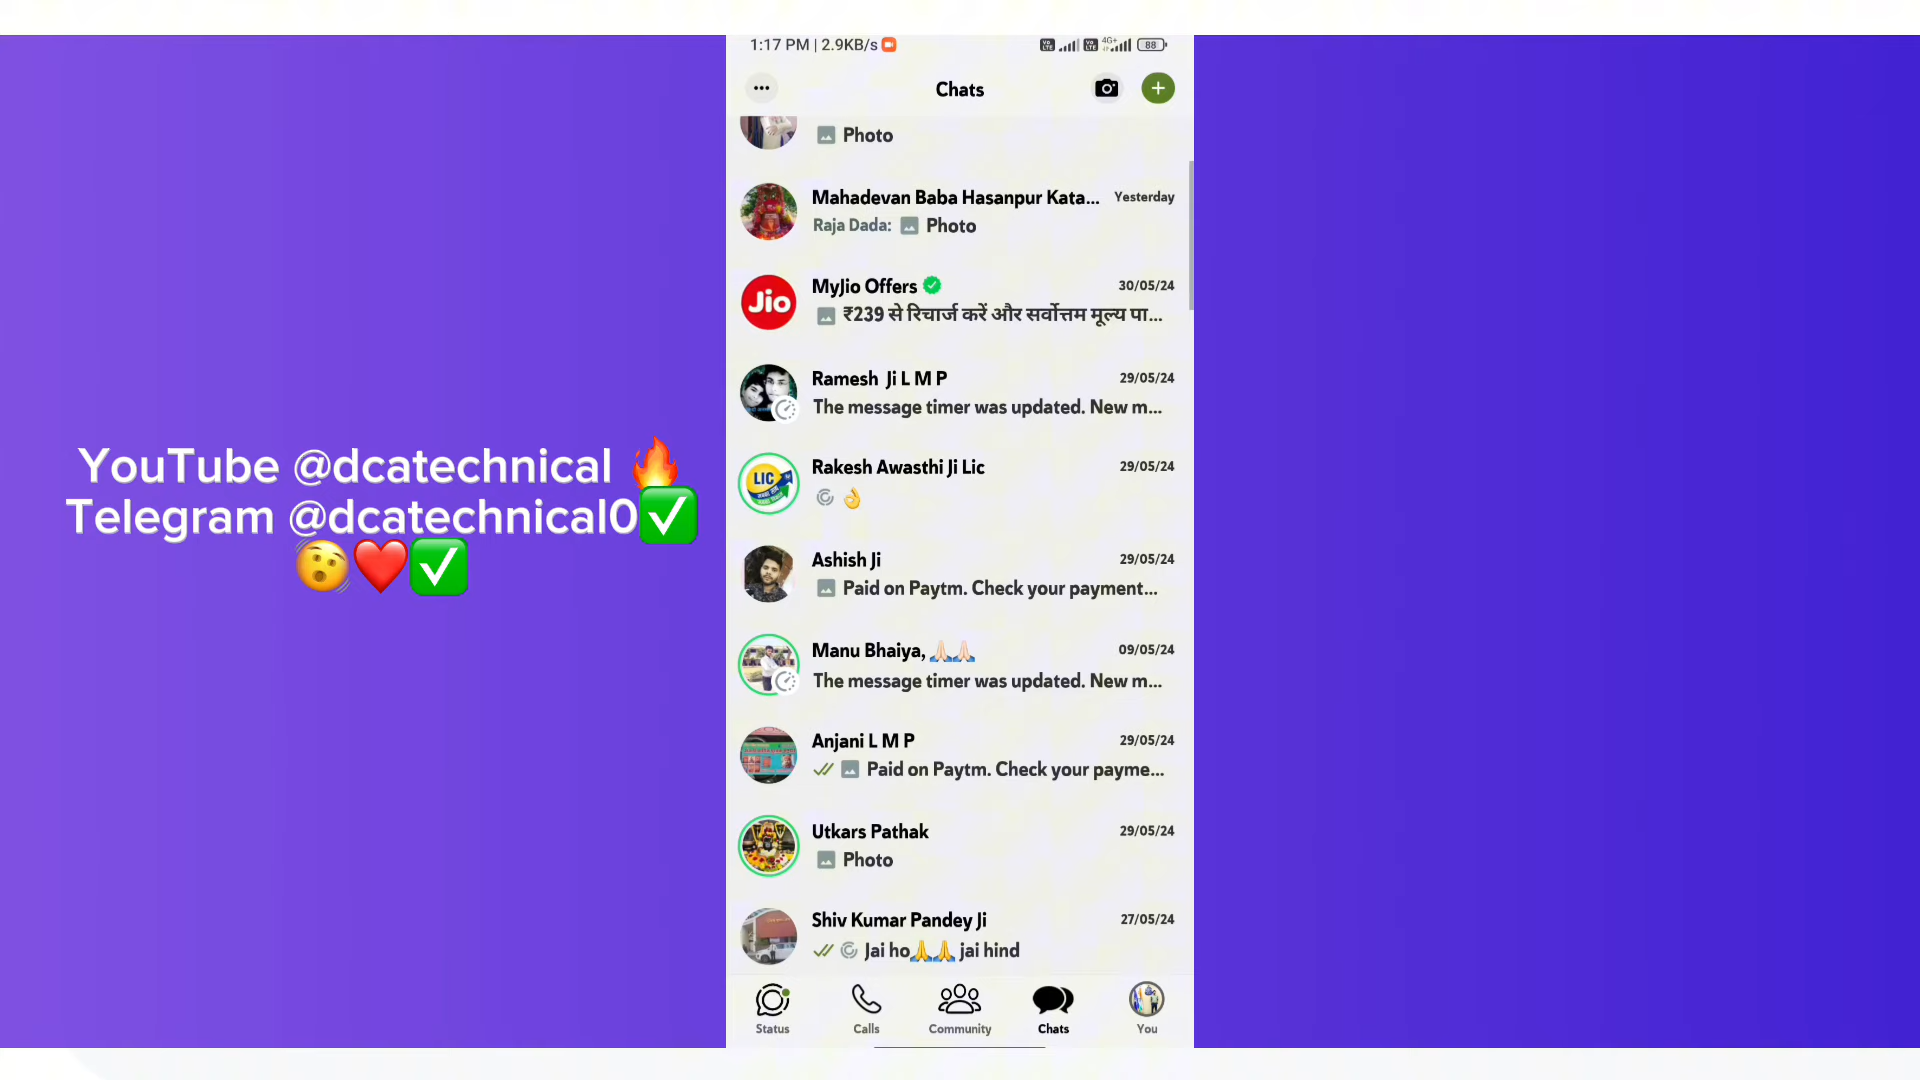 1:17 PM | 2.9KB/s
4G+
88
Chats
Photo
Mahadevan Baba Hasanpur Kata... Yesterday
Raja Dada: Photo
Jio
MyJio Offers 30/05/24
₹239 से रिचार्ज करें और सर्वोत्तम मूल्य पा...
Ramesh Ji L M P 29/05/24
The message timer was updated. New m...
LIC
Rakesh Awasthi Ji Lic 29/05/24
👌
YouTube @dcatechnical 🔥
Telegram @dcatechnical0✅
🫨❤️✅
Ashish Ji 29/05/24
Paid on Paytm. Check your payment...
Manu Bhaiya, 🙏🏻🙏🏻 09/05/24
The message timer was updated. New m...
Anjani L M P 29/05/24
Paid on Paytm. Check your payme...
Utkars Pathak 29/05/24
Photo
Shiv Kumar Pandey Ji 27/05/24
Jai ho🙏🙏 jai hind
Status Calls Community Chats You